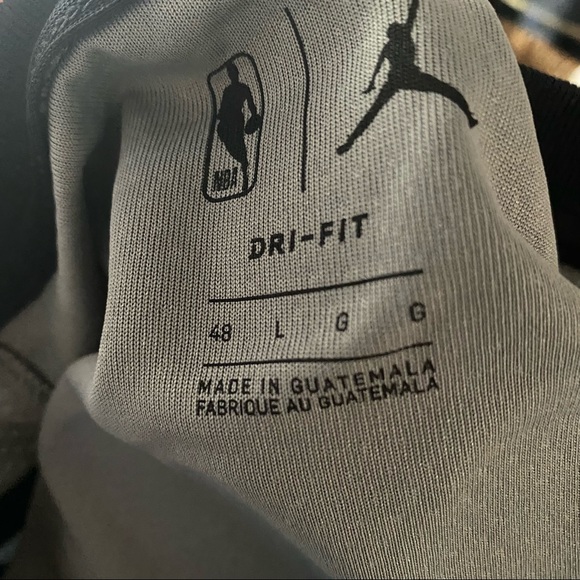 NBA
DRI-FIT
48 L G G
MADE IN GUATEMALA
FABRIQUE AU GUATEMALA